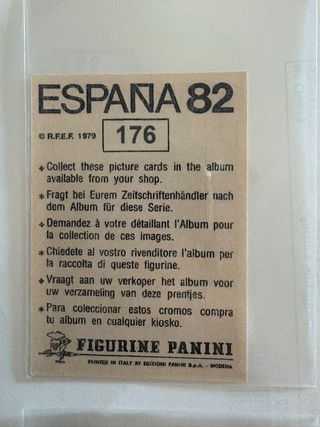 ESPAÑA 82
© R.F.E.F. 1979 176
* Collect these picture cards in the album
available from your shop.
* Fragt bei Eurem Zeitschriftenhändler nach
dem Album für diese Serie.
* Demandez à votre détaillant l'Album pour
la collection de ces images.
* Chiedete al vostro rivenditore l'album per
la raccolta di queste figurine.
* Vraagt aan uw verkoper het album voor
uw verzameling van deze prentjes.
* Para coleccionar estos cromos compra
tu album en cualquier kiosko.
FIGURINE PANINI
PRINTED IN ITALY BY EDIZIONI PANINI S.p.A. - MODENA